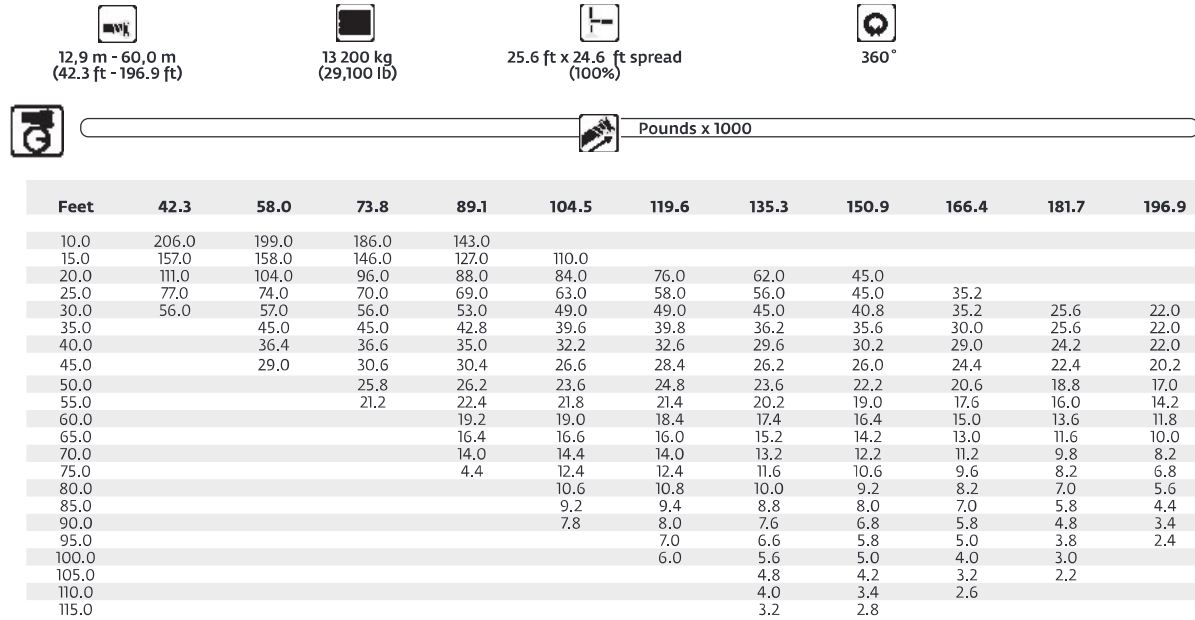 12,9 m - 60,0 m 13 200 kg 25.6 ft x 24.6 ft spread 360°
(42.3 ft - 196.9 ft) (29,100 lb) (100%)
Pounds x 1000
Feet 42.3 58.0 73.8 89.1 104.5 119.6 135.3 150.9 166.4 181.7 196.9
10.0 206.0 199.0 186.0 143.0
15.0 157.0 158.0 146.0 127.0 110.0
20.0 111.0 104.0 96.0 88.0 84.0 76.0 62.0 45.0
25.0 77.0 74.0 70.0 69.0 63.0 58.0 56.0 45.0 35.2
30.0 56.0 57.0 56.0 53.0 49.0 49.0 45.0 40.8 35.2 25.6 22.0
35.0 45.0 45.0 42.8 39.6 39.8 36.2 35.6 30.0 25.6 22.0
40.0 36.4 36.6 35.0 32.2 32.6 29.6 30.2 29.0 24.2 22.0
45.0 29.0 30.6 30.4 26.6 28.4 26.2 26.0 24.4 22.4 20.2
50.0 25.8 26.2 23.6 24.8 23.6 22.2 20.6 18.8 17.0
55.0 21.2 22.4 21.8 21.4 20.2 19.0 17.6 16.0 14.2
60.0 19.2 19.0 18.4 17.4 16.4 15.0 13.6 11.8
65.0 16.4 16.6 16.0 15.2 14.2 13.0 11.6 10.0
70.0 14.0 14.4 14.0 13.2 12.2 11.2 9.8 8.2
75.0 4.4 12.4 12.4 11.6 10.6 9.6 8.2 6.8
80.0 10.6 10.8 10.0 9.2 8.2 7.0 5.6
85.0 9.2 9.4 8.8 8.0 7.0 5.8 4.4
90.0 7.8 8.0 7.6 6.8 5.8 4.8 3.4
95.0 7.0 6.6 5.8 5.0 3.8 2.4
100.0 6.0 5.6 5.0 4.0 3.0
105.0 4.8 4.2 3.2 2.2
110.0 4.0 3.4 2.6
115.0 3.2 2.8